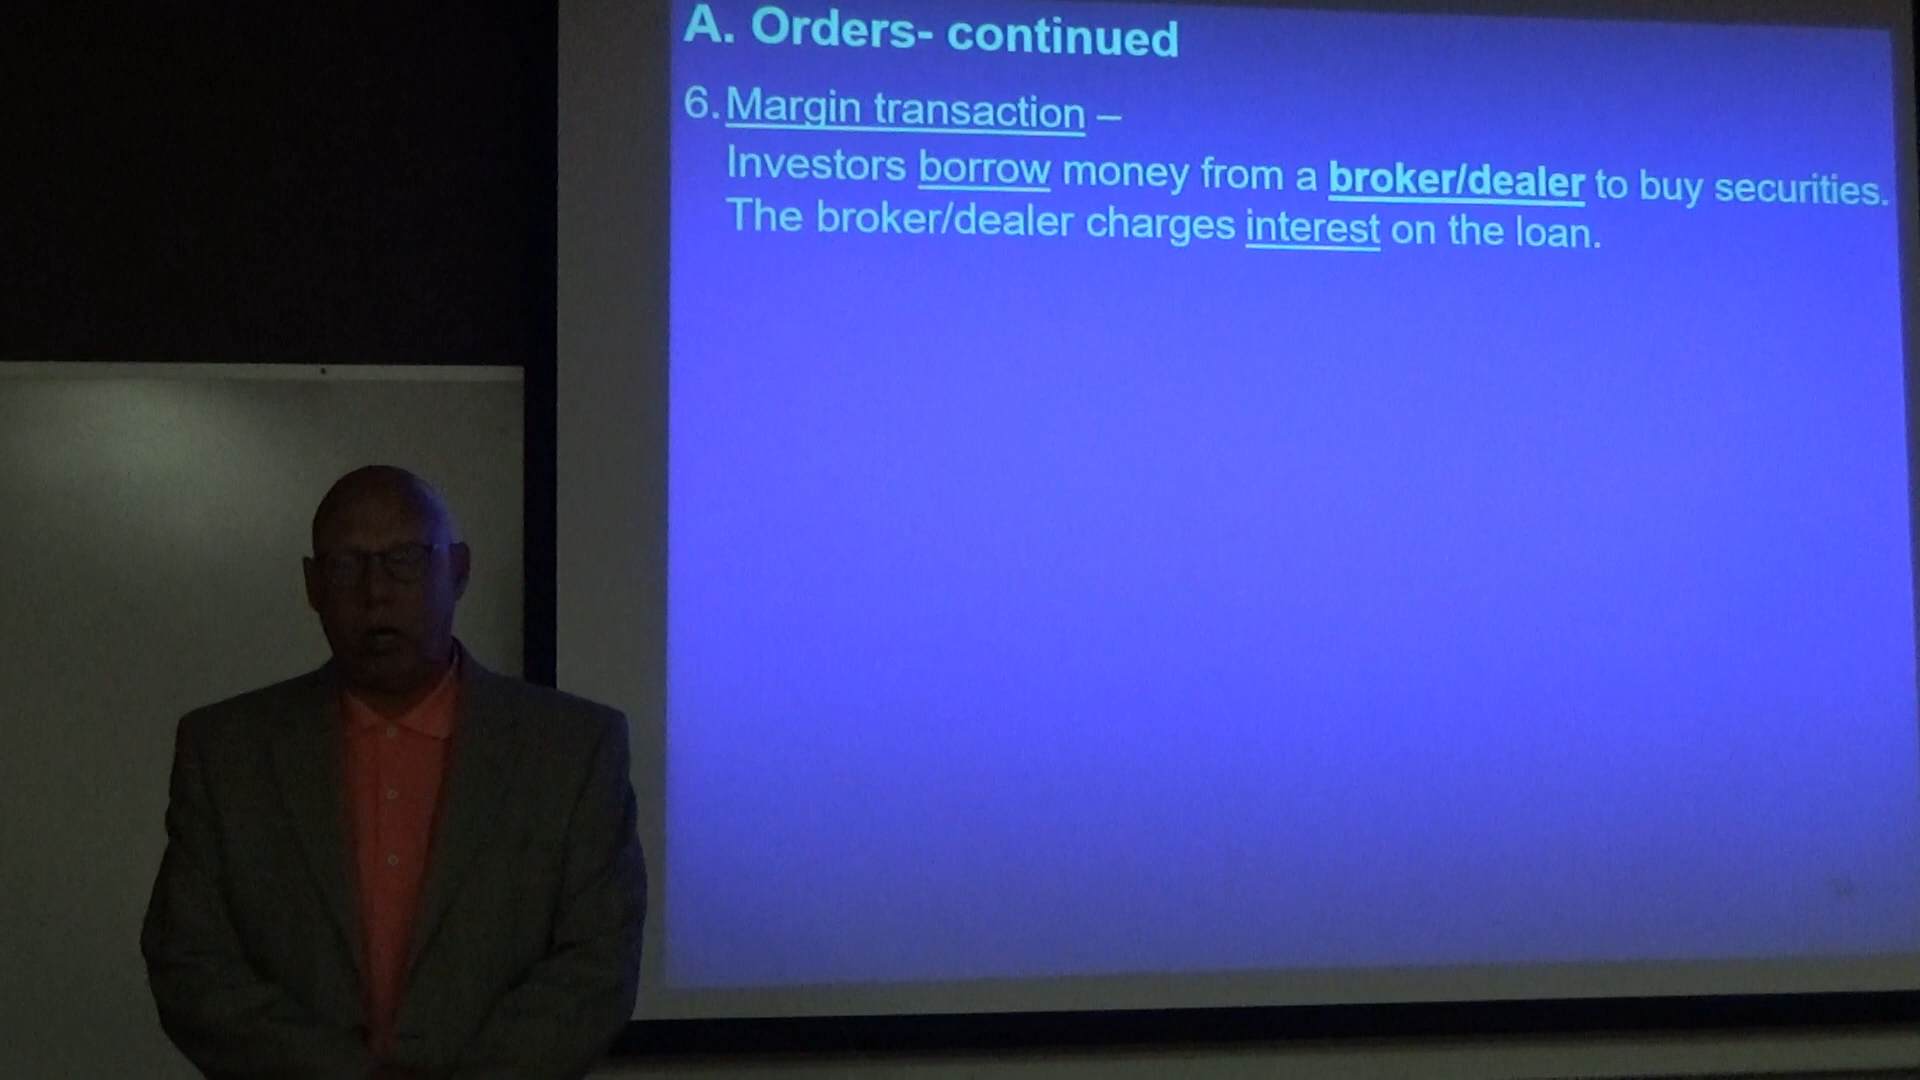 A. Orders- continued
6. Margin transaction –
Investors borrow money from a broker/dealer to buy securities.
The broker/dealer charges interest on the loan.